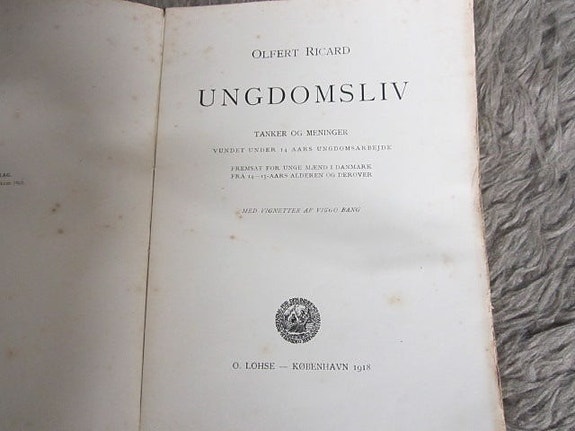 OLFERT RICARD
UNGDOMSLIV
TANKER OG MENINGER
VUNDET UNDER 14 AARS UNGDOMSARBEJDE
FREMSAT FOR UNGE MÆND I DANMARK
FRA 14—17-AARS ALDEREN OG DEROVER
MED VIGNETTER AF VIGGO BANG
O. LOHSE — KØBENHAVN 1918